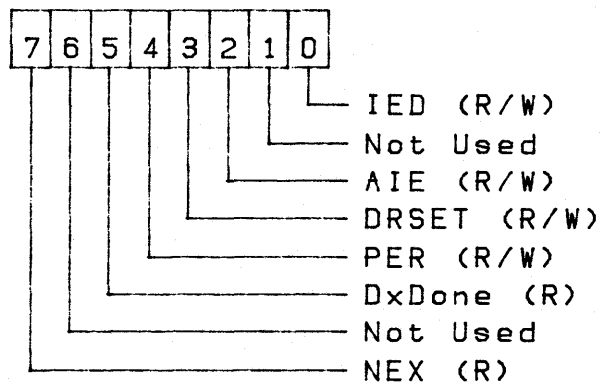 7 6 5 4 3 2 1 0
IED (R/W)
Not Used
AIE (R/W)
DRSET (R/W)
PER (R/W)
DxDone (R)
Not Used
NEX (R)